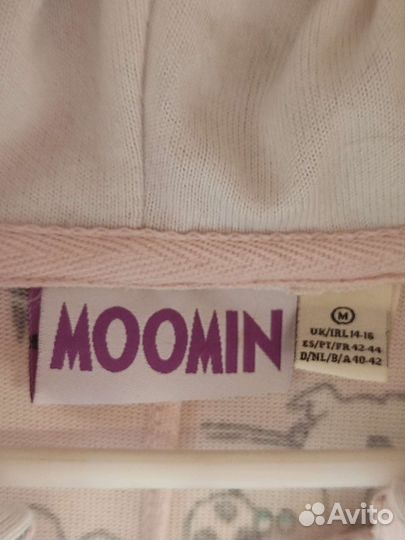 MOOMIN
M
UK/IRL 14-16
ES/PT/FR 42-44
D/NL/B/A 40-42
Avito